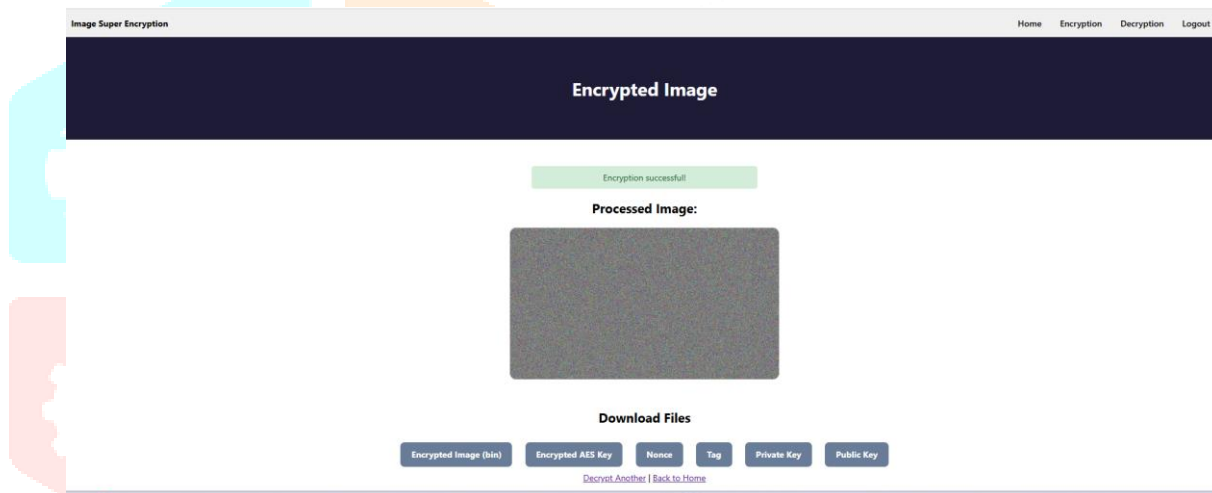 Image Super Encryption Home Encryption Decryption Logout
Encrypted Image
Encryption successful!
Processed Image:
Download Files
Encrypted Image (bin) Encrypted AES Key Nonce Tag Private Key Public Key
Decrypt Another | Back to Home